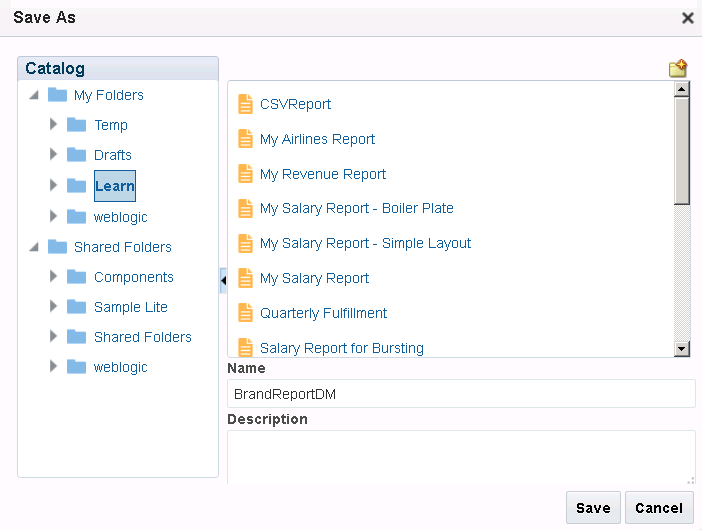 Save As
Catalog
My Folders
Temp
Drafts
Learn
weblogic
Shared Folders
Components
Sample Lite
Shared Folders
weblogic
CSVReport
My Airlines Report
My Revenue Report
My Salary Report - Boiler Plate
My Salary Report - Simple Layout
My Salary Report
Quarterly Fulfillment
Salary Report for Bursting
Name
BrandReportDM
Description
Save Cancel